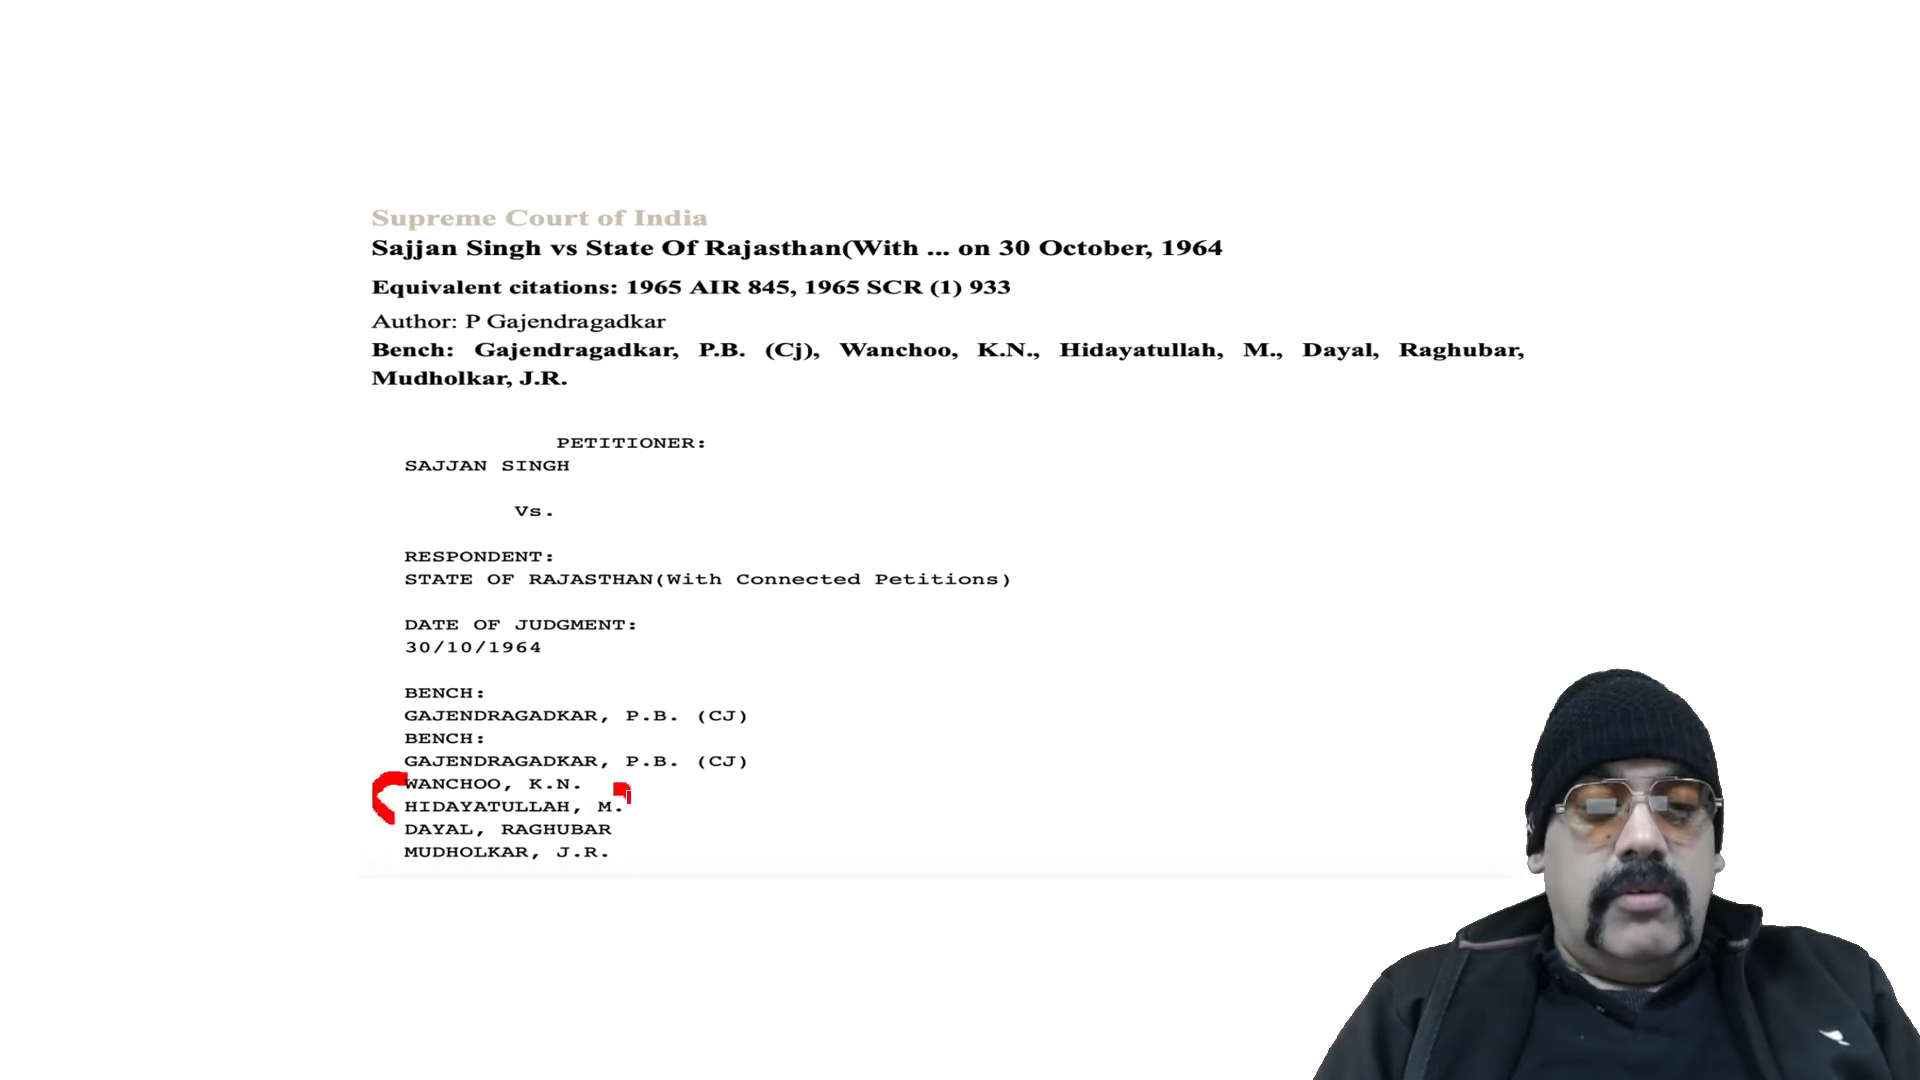 Supreme Court of India
Sajjan Singh vs State Of Rajasthan(With ... on 30 October, 1964
Equivalent citations: 1965 AIR 845, 1965 SCR (1) 933
Author: P Gajendragadkar
Bench: Gajendragadkar, P.B. (Cj), Wanchoo, K.N., Hidayatullah, M., Dayal, Raghubar,
Mudholkar, J.R.
PETITIONER:
SAJJAN SINGH
Vs.
RESPONDENT:
STATE OF RAJASTHAN(With Connected Petitions)
DATE OF JUDGMENT:
30/10/1964
BENCH:
GAJENDRAGADKAR, P.B. (CJ)
BENCH:
GAJENDRAGADKAR, P.B. (CJ)
WANCHOO, K.N.
HIDAYATULLAH, M.
DAYAL, RAGHUBAR
MUDHOLKAR, J.R.